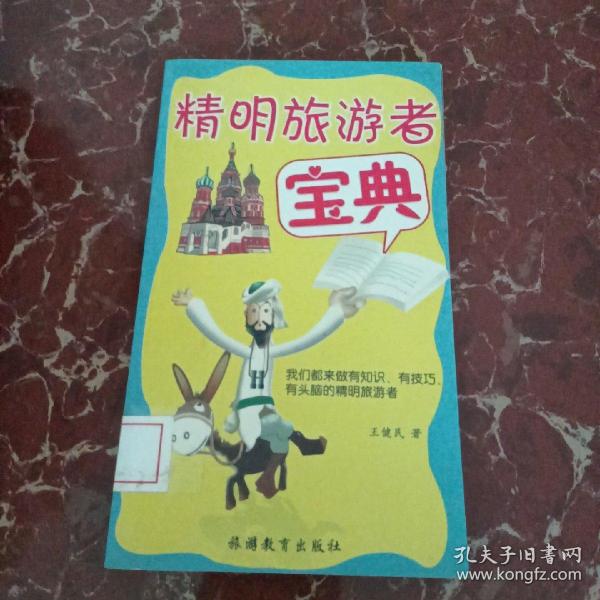 精明旅游者
宝典
我们都来做有知识、有技巧、
有头脑的精明旅游者
王健民 著
旅游教育出版社
孔夫子旧书网
www.kongfz.com